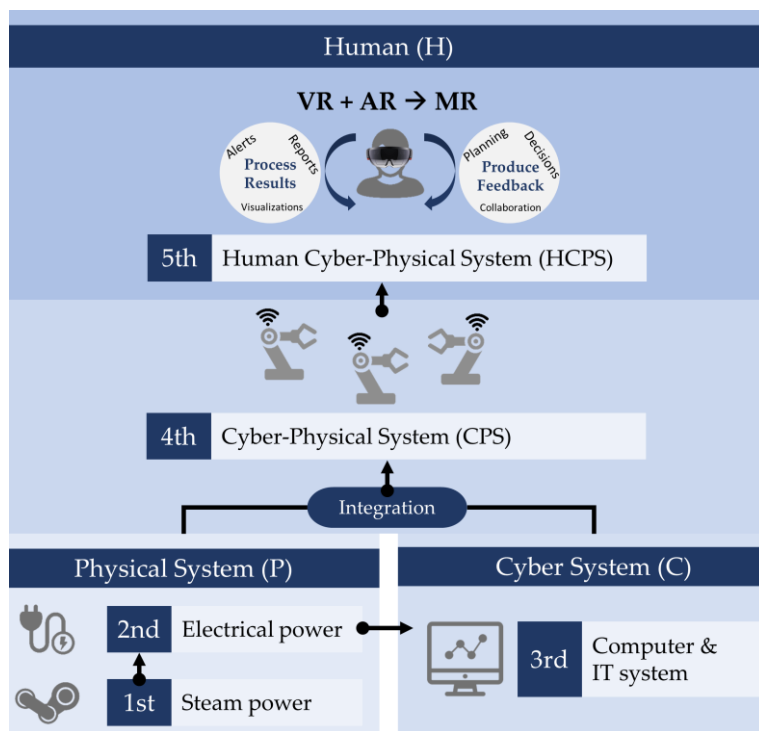 Human (H)
VR + AR → MR
Alerts
Reports
Process
Results
Visualizations
Planning
Decisions
Produce
Feedback
Collaboration
5th
Human Cyber-Physical System (HCPS)
4th
Cyber-Physical System (CPS)
Integration
Physical System (P)
2nd
Electrical power
1st
Steam power
Cyber System (C)
3rd
Computer &
IT system